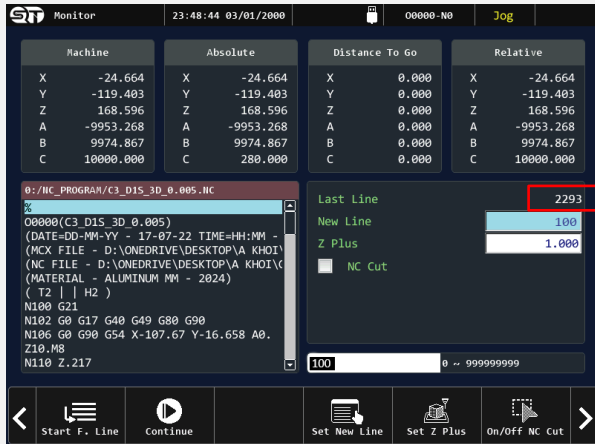 Monitor 23:48:44 03/01/2000 O0000-N0 Jog
Machine Absolute Distance To Go Relative
X -24.664 X -24.664 X 0.000 X -24.664
Y -119.403 Y -119.403 Y 0.000 Y -119.403
Z 168.596 Z 168.596 Z 0.000 Z 168.596
A -9953.268 A -9953.268 A 0.000 A -9953.268
B 9974.867 B 9974.867 B 0.000 B 9974.867
C 10000.000 C 280.000 C 0.000 C 10000.000
0:/NC_PROGRAM/C3_D1S_3D_0.005.NC
%
O0000(C3_D1S_3D_0.005)
(DATE=DD-MM-YY - 17-07-22 TIME=HH:MM -
(MCX FILE - D:\ONEDRIVE\DESKTOP\A KHOI\
(NC FILE - D:\ONEDRIVE\DESKTOP\A KHOI\C
(MATERIAL - ALUMINUM MM - 2024)
( T2 | | H2 )
N100 G21
N102 G0 G17 G40 G49 G80 G90
N106 G0 G90 G54 X-107.67 Y-16.658 A0.
Z10.M8
N110 Z.217
Last Line 2293
New Line 100
Z Plus 1.000
NC Cut
100 0 ~ 999999999
Start F. Line Continue Set New Line Set Z Plus On/Off NC Cut